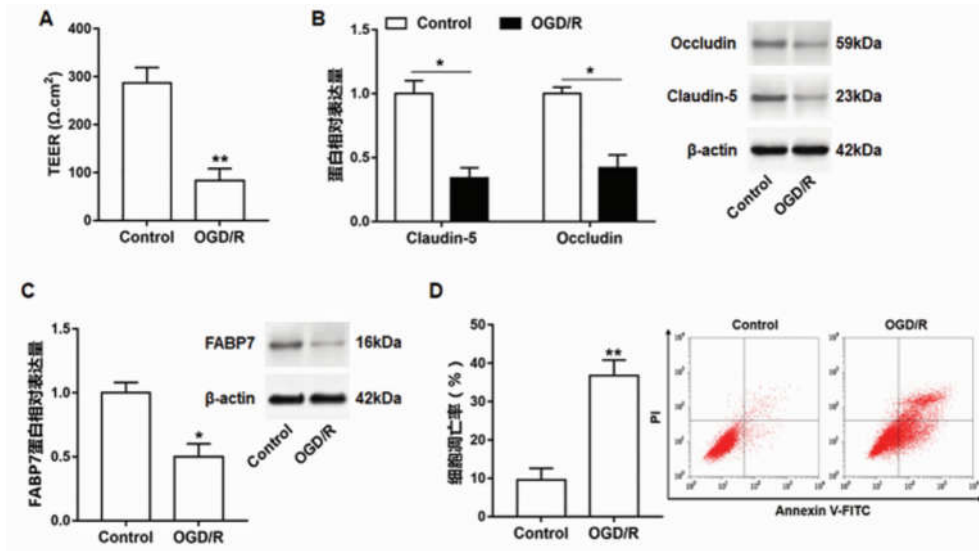 A
TEER (Ω.cm²)
400
300
200
100
0
**
Control
OGD/R
B
Control
OGD/R
蛋白相对表达量
1.5
1.0
0.5
0.0
*
*
Claudin-5
Occludin
Occludin
59kDa
Claudin-5
23kDa
β-actin
42kDa
Control
OGD/R
C
FABP7蛋白相对表达量
1.5
1.0
0.5
0.0
*
Control
OGD/R
FABP7
16kDa
β-actin
42kDa
Control
OGD/R
D
细胞凋亡率（%）
50
40
30
20
10
0
**
Control
OGD/R
Control
OGD/R
PI
Annexin V-FITC